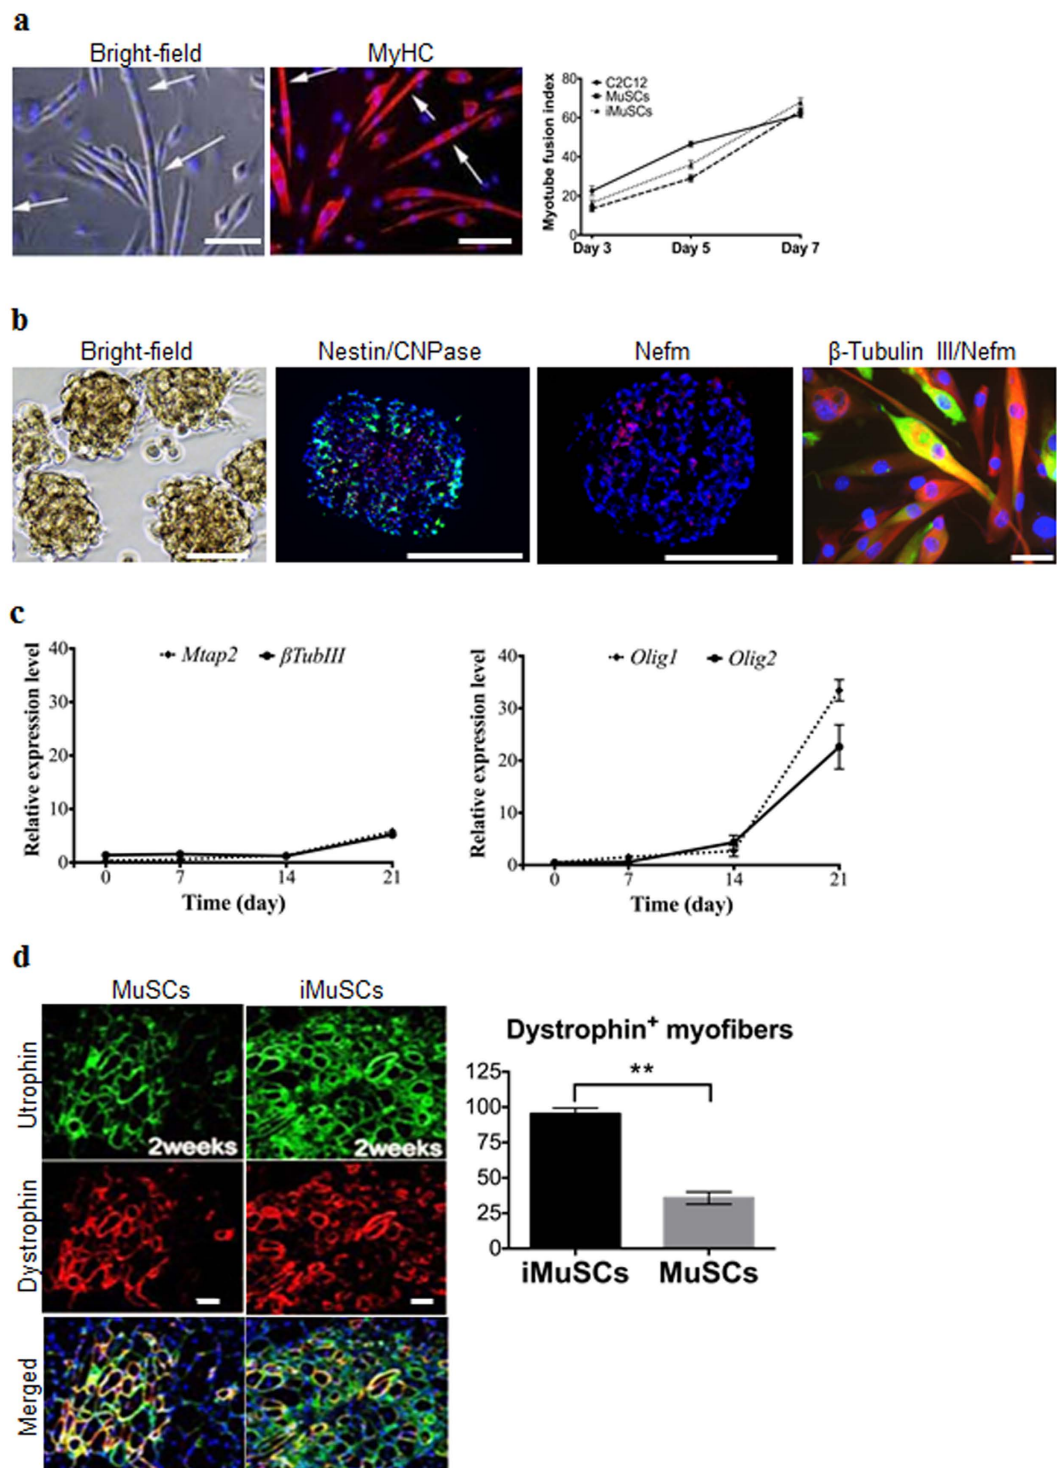 a
Bright-field
MyHC
Myotube fusion index
80
60
40
20
0
C2C12
MuSCs
iMuSCs
Day 3
Day 5
Day 7
b
Bright-field
Nestin/CNPase
Nefm
β-Tubulin III/Nefm
c
Relative expression level
40
30
20
10
0
Mtap2
βTubIII
0
7
14
21
Time (day)
Relative expression level
40
30
20
10
0
Olig1
Olig2
0
7
14
21
Time (day)
d
MuSCs
iMuSCs
Utrophin
2weeks
2weeks
Dystrophin
Merged
Dystrophin+ myofibers
125
100
75
50
25
0
**
iMuSCs
MuSCs